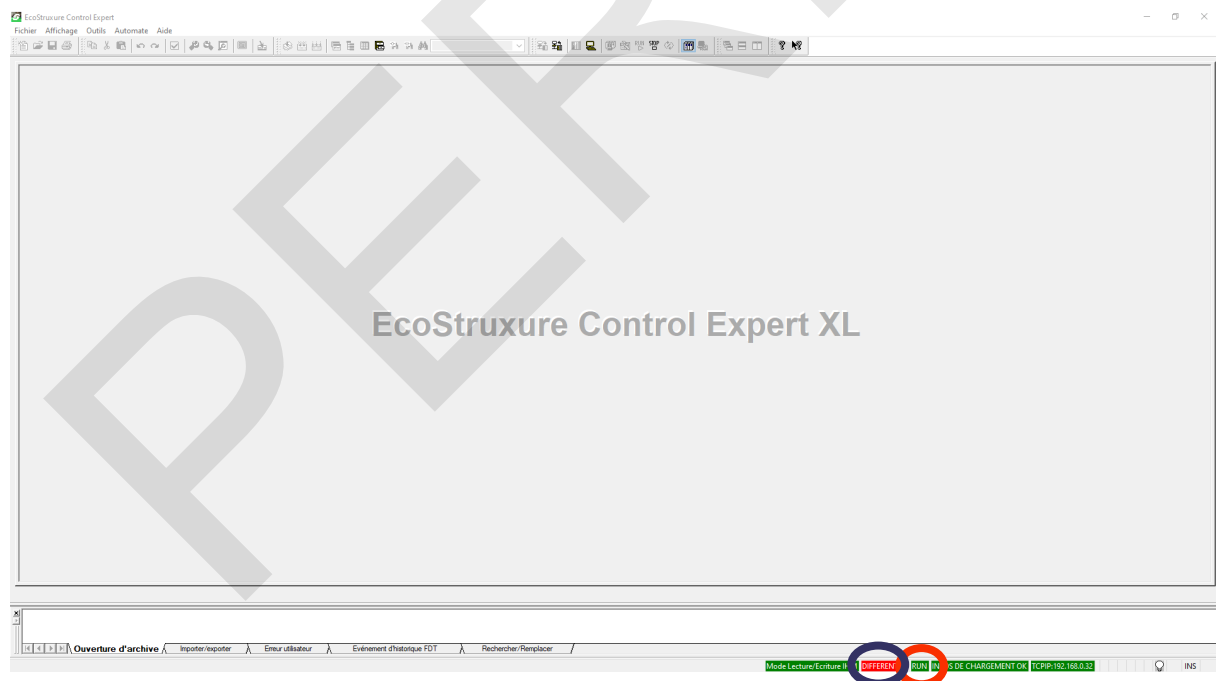 EcoStruxure Control Expert
Fichier Affichage Outils Automate Aide
EcoStruxure Control Expert XL
Ouverture d'archive Importer/exporter Erreur utilisateur Evénement d'historique FDT Rechercher/Remplacer
Mode Lecture/Ecriture DIFFERENT RUN DE CHARGEMENT OK TCPIP:192.168.0.32 INS